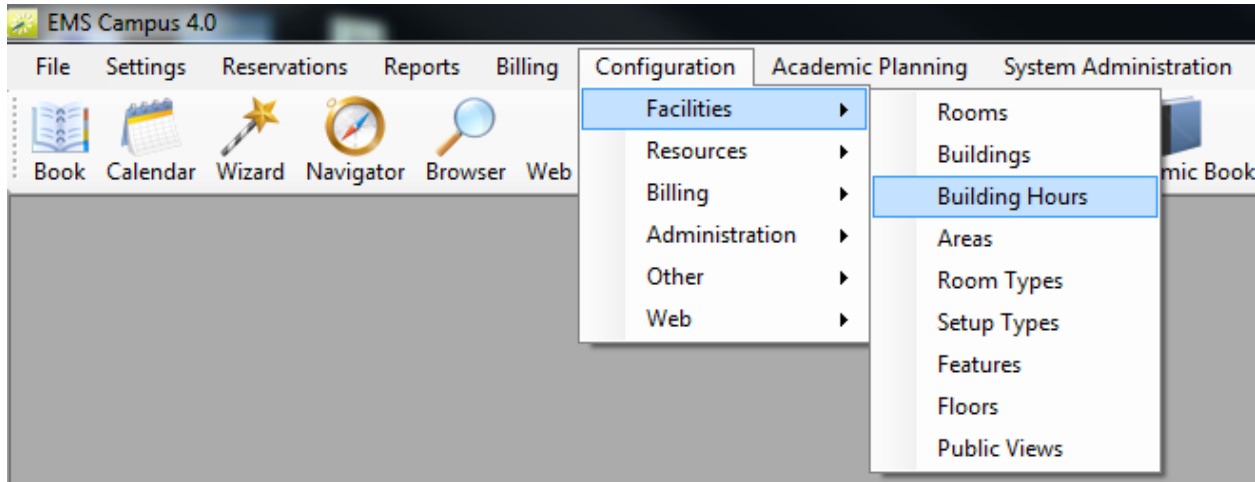 EMS Campus 4.0
File Settings Reservations Reports Billing Configuration Academic Planning System Administration
Book Calendar Wizard Navigator Browser Web mic Book
Facilities
Resources
Billing
Administration
Other
Web
Rooms
Buildings
Building Hours
Areas
Room Types
Setup Types
Features
Floors
Public Views